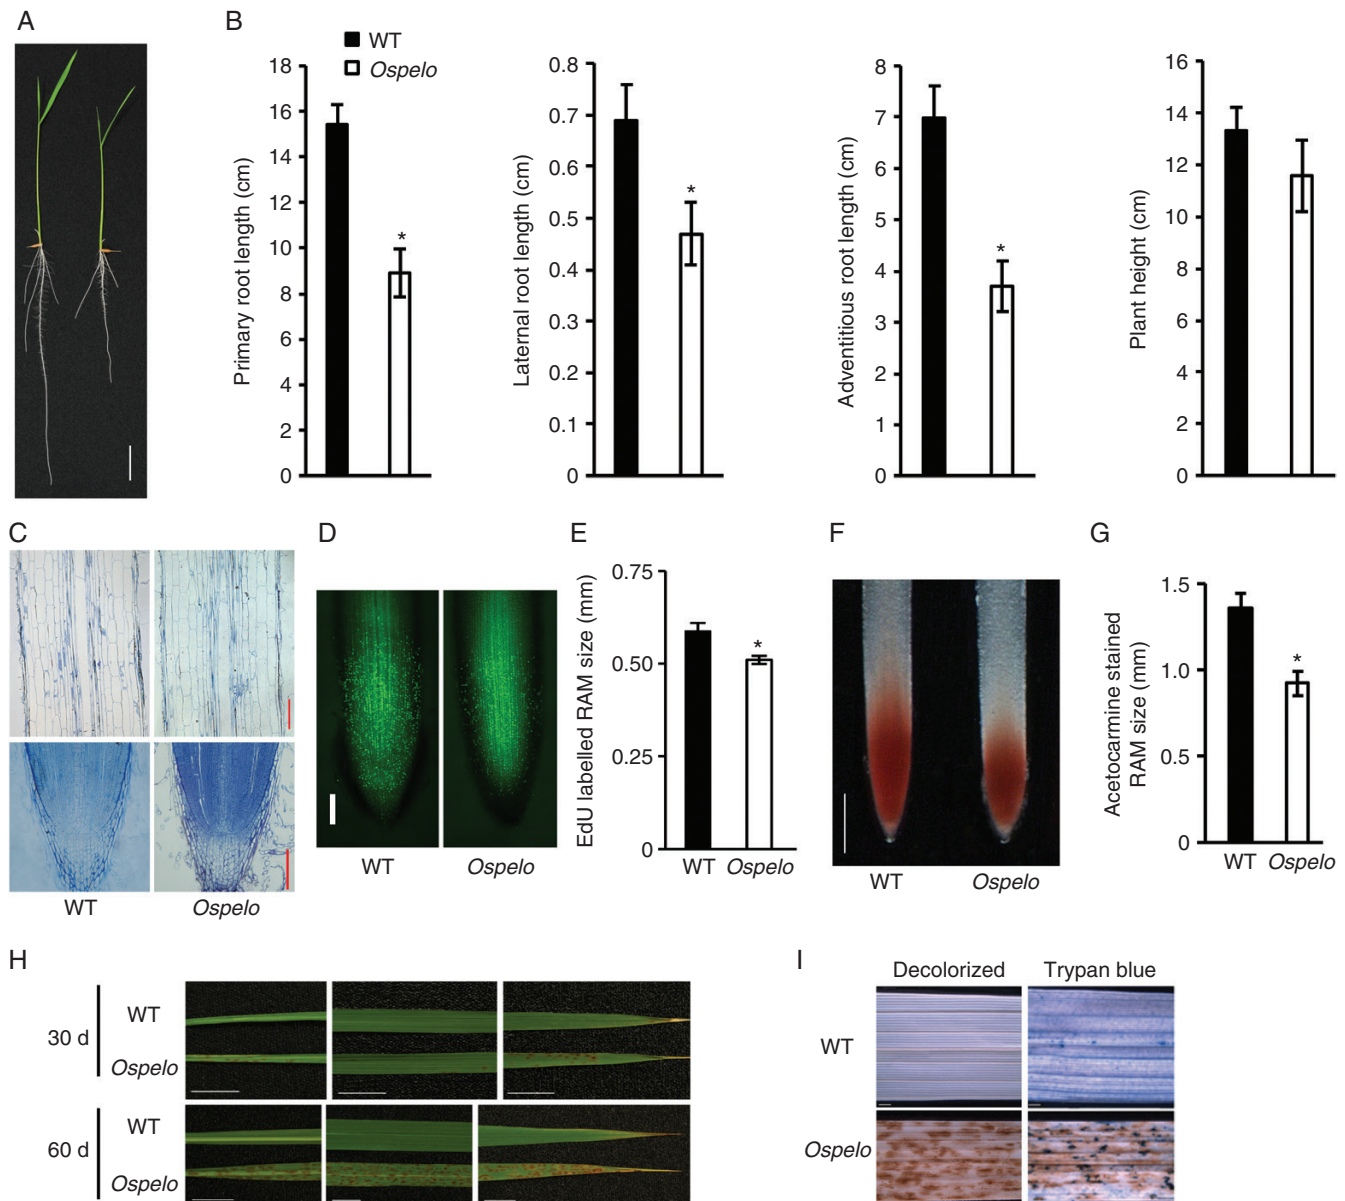 A
B
WT
Ospelo
Primary root length (cm)
18
16
14
12
10
8
6
4
2
0
*
Laternal root length (cm)
0.8
0.7
0.6
0.5
0.4
0.3
0.2
0.1
0
*
Adventitious root length (cm)
8
7
6
5
4
3
2
1
0
*
Plant height (cm)
16
14
12
10
8
6
4
2
0
C
WT
Ospelo
D
WT
Ospelo
E
EdU labelled RAM size (mm)
0.75
0.50
0.25
0
*
WT
Ospelo
F
WT
Ospelo
G
Acetocarmine stained
RAM size (mm)
1.5
1.0
0.5
0
*
WT
Ospelo
H
30 d
WT
Ospelo
60 d
WT
Ospelo
I
Decolorized
Trypan blue
WT
Ospelo